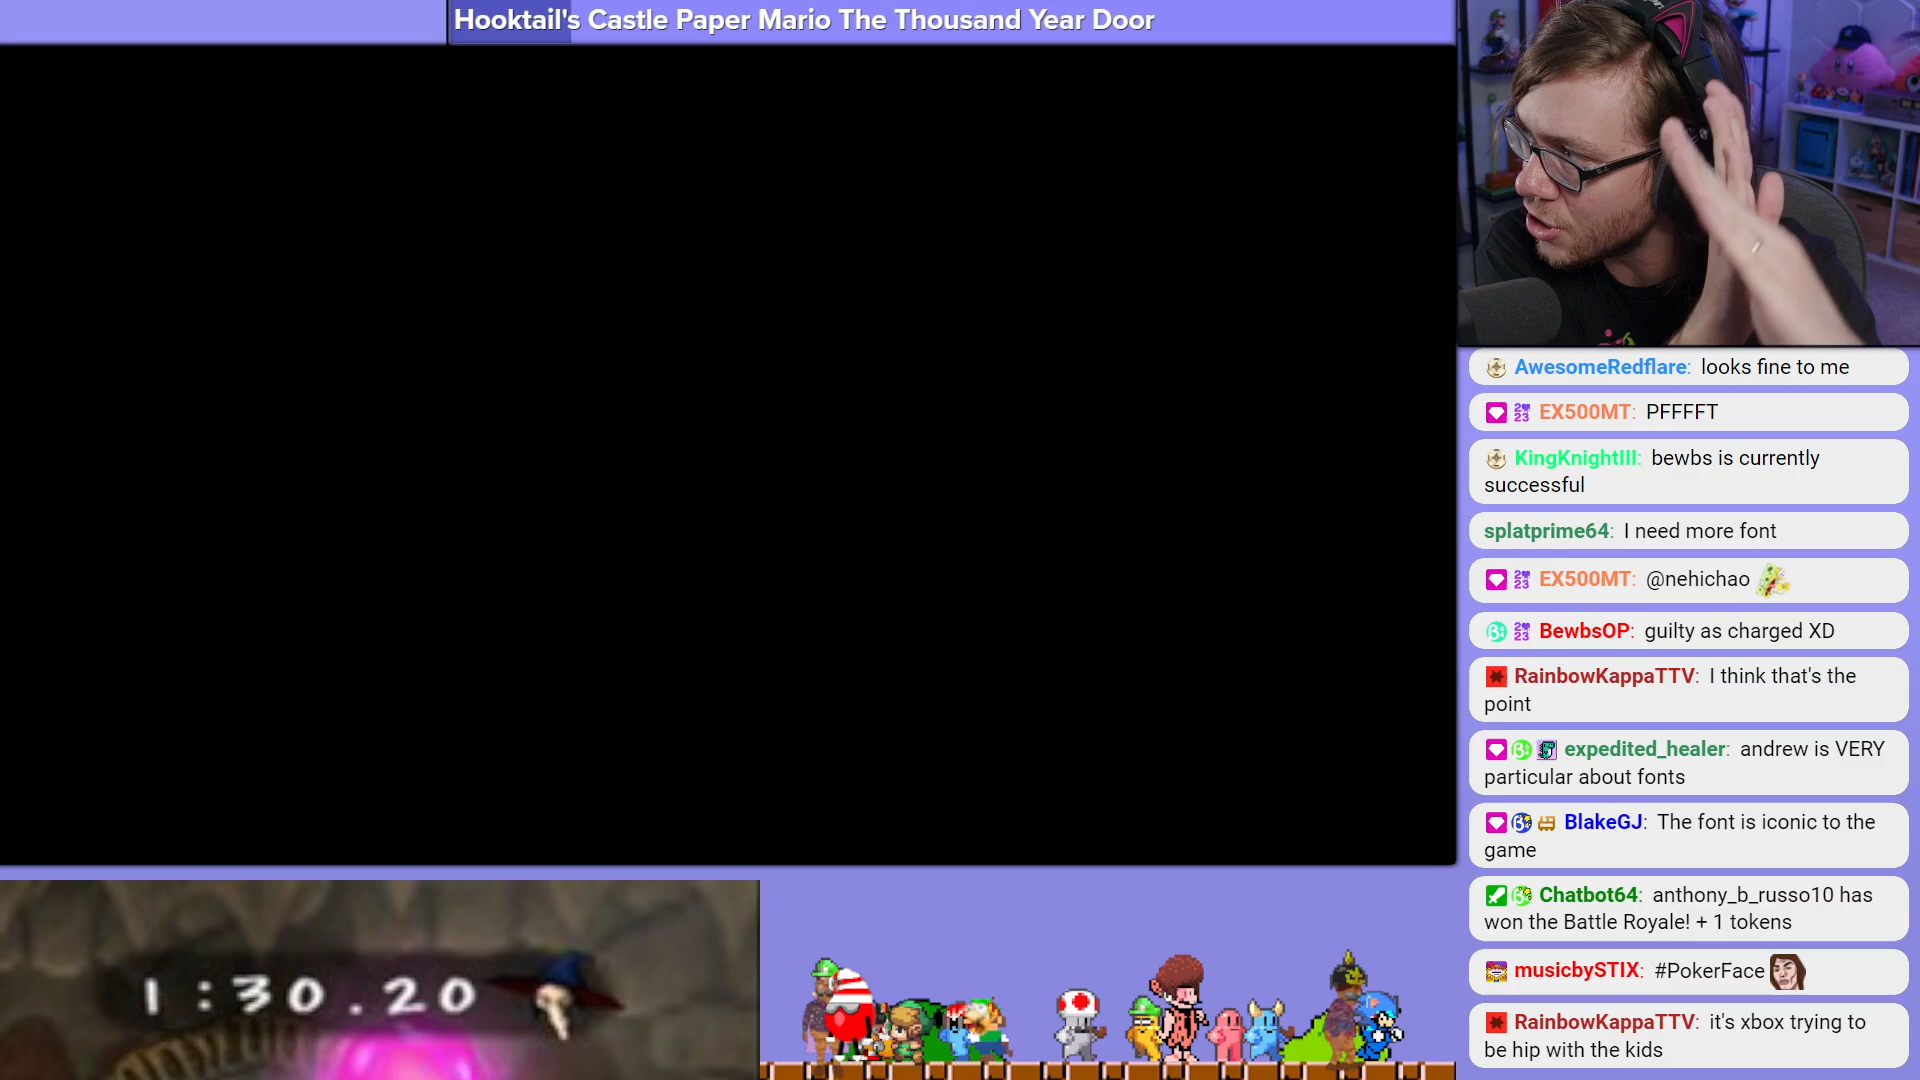 Hooktail's Castle Paper Mario The Thousand Year Door
AwesomeRedflare: looks fine to me
EX500MT: PFFFFT
KingKnightIII: bewbs is currently
successful
splatprime64: I need more font
EX500MT: @nehichao
BewbsOP: guilty as charged XD
RainbowKappaTTV: I think that's the
point
expedited_healer: andrew is VERY
particular about fonts
BlakeGJ: The font is iconic to the
game
Chatbot64: anthony_b_russo10 has
won the Battle Royale! + 1 tokens
musicbySTIX: #PokerFace
RainbowKappaTTV: it's xbox trying to
be hip with the kids
1:30.20